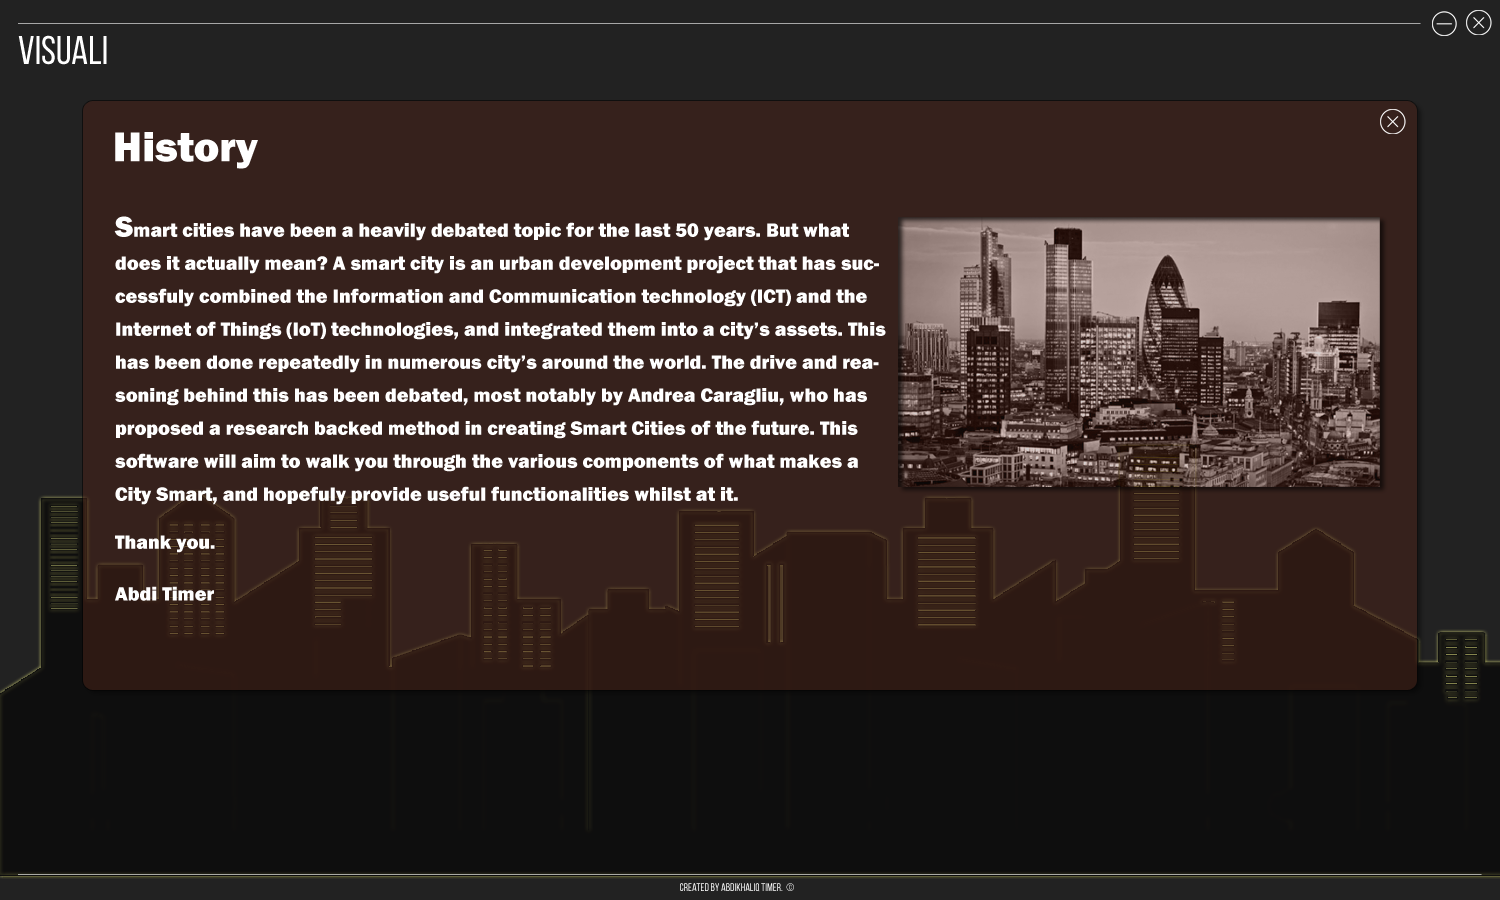 VISUALI
History
Smart cities have been a heavily debated topic for the last 50 years. But what
does it actually mean? A smart city is an urban development project that has suc-
cessfuly combined the Information and Communication technology (ICT) and the
Internet of Things (IoT) technologies, and integrated them into a city’s assets. This
has been done repeatedly in numerous city’s around the world. The drive and rea-
soning behind this has been debated, most notably by Andrea Caragliu, who has
proposed a research backed method in creating Smart Cities of the future. This
software will aim to walk you through the various components of what makes a
City Smart, and hopefuly provide useful functionalities whilst at it.
Thank you.
Abdi Timer
CREATED BY ABDIKHALIQ TIMER. ©